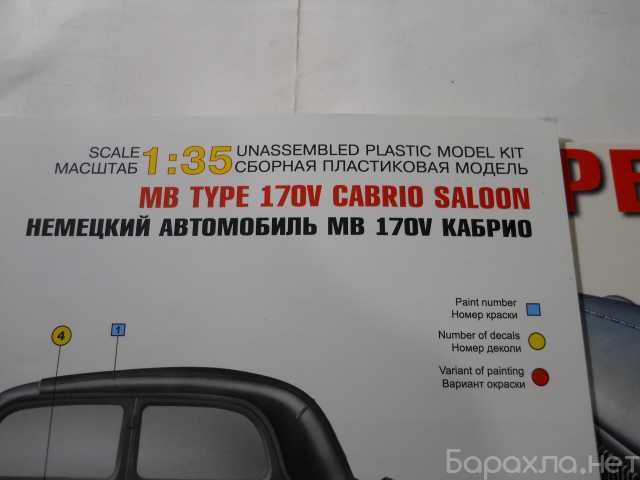 SCALE 1:35 UNASSEMBLED PLASTIC MODEL KIT
МАСШТАБ СБОРНАЯ ПЛАСТИКОВАЯ МОДЕЛЬ
MB TYPE 170V CABRIO SALOON
НЕМЕЦКИЙ АВТОМОБИЛЬ MB 170V КАБРИО
Paint number
Номер краски
Number of decals
Номер деколи
Variant of painting
Вариант окраски
4
1
Барахла.нет